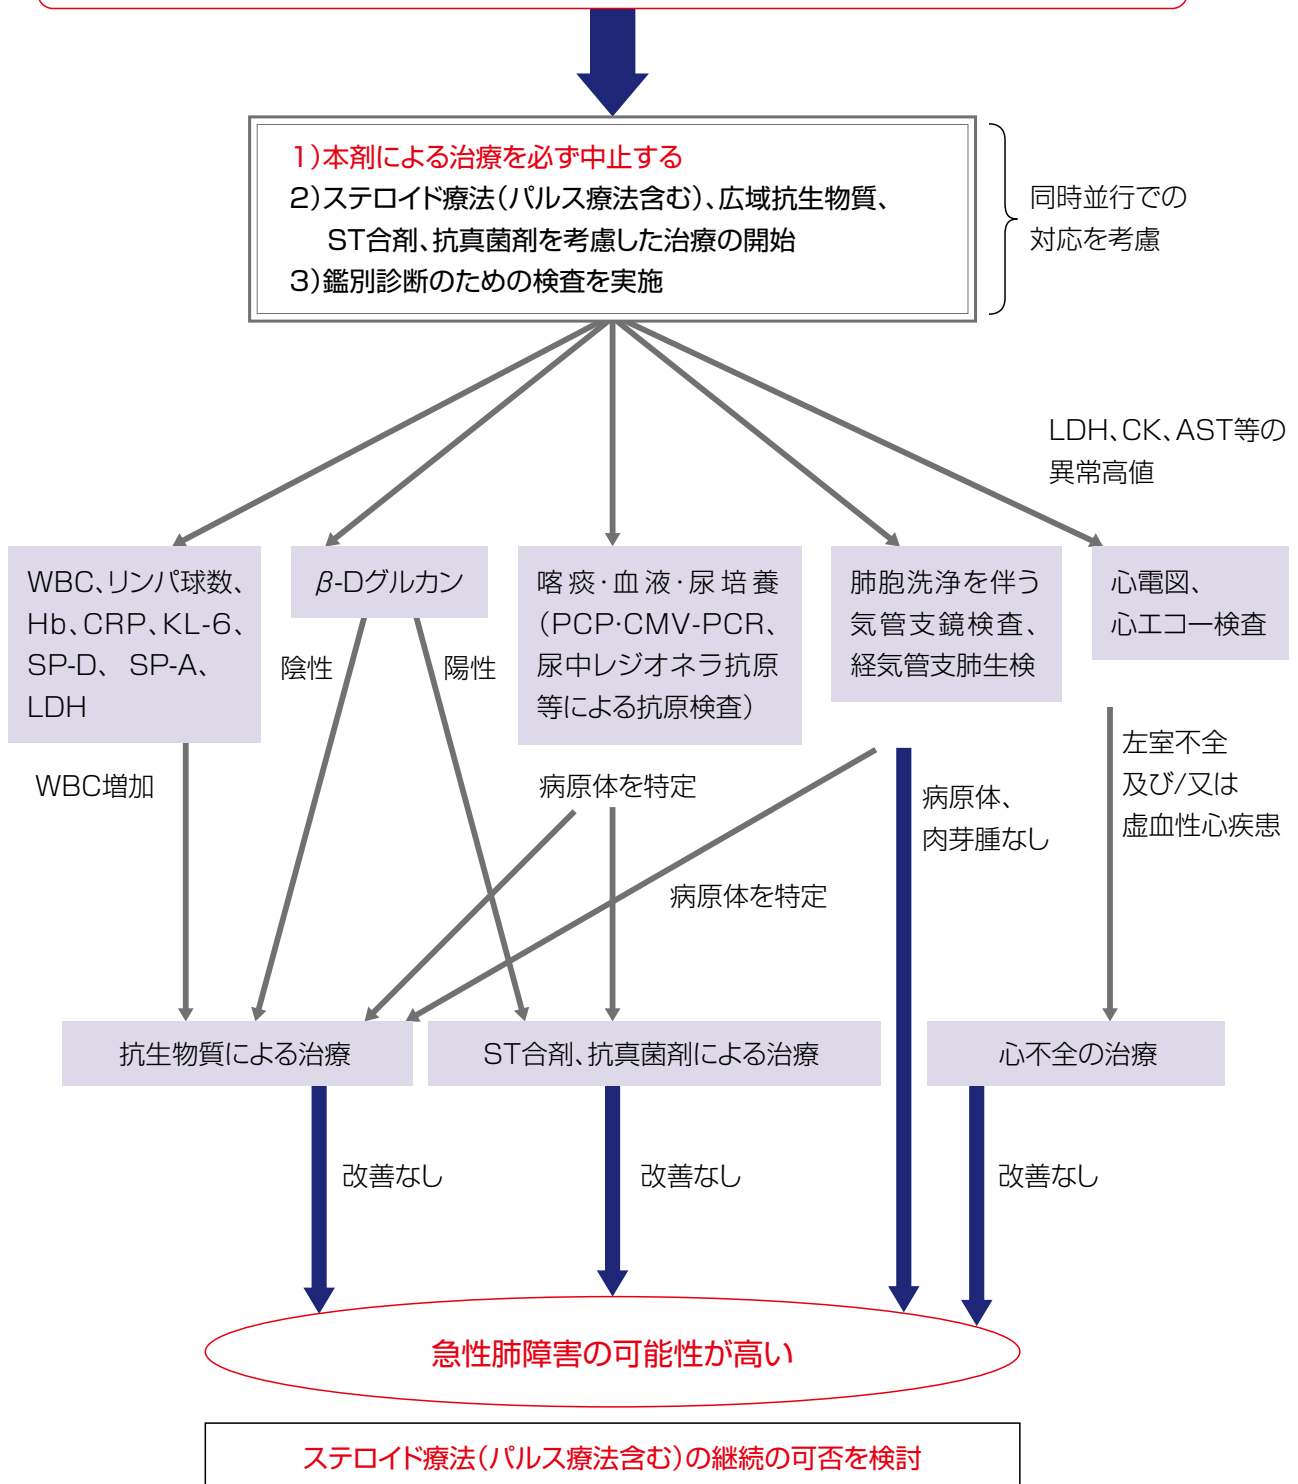 1)本剤による治療を必ず中止する
2)ステロイド療法(パルス療法含む)、広域抗生物質、
ST合剤、抗真菌剤を考慮した治療の開始
3)鑑別診断のための検査を実施
同時並行での
対応を考慮
LDH、CK、AST等の
異常高値
WBC、リンパ球数、
Hb、CRP、KL-6、
SP-D、 SP-A、
LDH
β-Dグルカン
喀痰・血液・尿培養
(PCP・CMV-PCR、
尿中レジオネラ抗原
等による抗原検査)
肺胞洗浄を伴う
気管支鏡検査、
経気管支肺生検
心電図、
心エコー検査
陰性
陽性
WBC増加
病原体を特定
病原体、
肉芽腫なし
左室不全
及び/又は
虚血性心疾患
病原体を特定
抗生物質による治療
ST合剤、抗真菌剤による治療
心不全の治療
改善なし
改善なし
改善なし
急性肺障害の可能性が高い
ステロイド療法(パルス療法含む)の継続の可否を検討